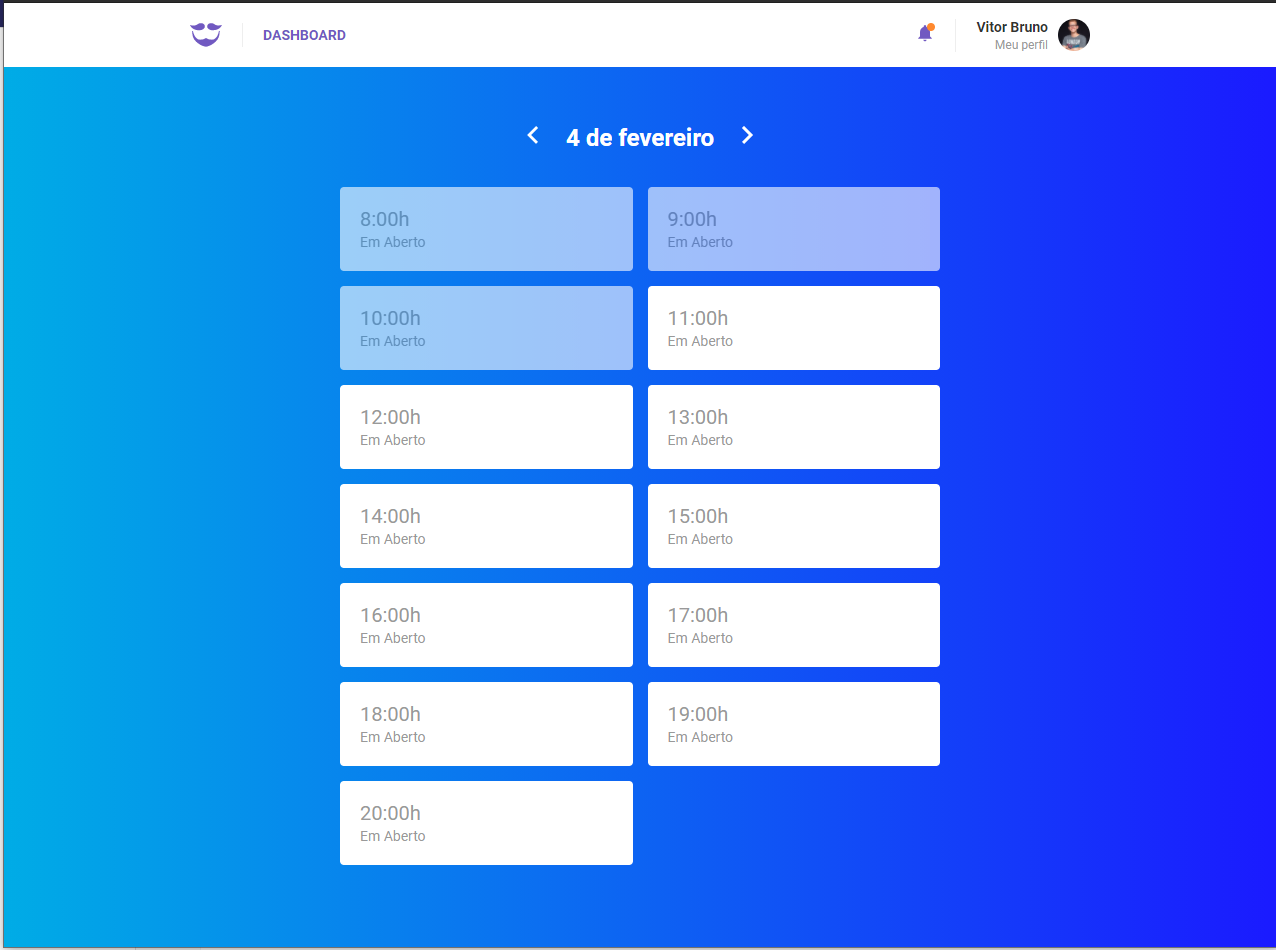 DASHBOARD
Vitor Bruno
Meu perfil
4 de fevereiro
8:00h
Em Aberto
9:00h
Em Aberto
10:00h
Em Aberto
11:00h
Em Aberto
12:00h
Em Aberto
13:00h
Em Aberto
14:00h
Em Aberto
15:00h
Em Aberto
16:00h
Em Aberto
17:00h
Em Aberto
18:00h
Em Aberto
19:00h
Em Aberto
20:00h
Em Aberto